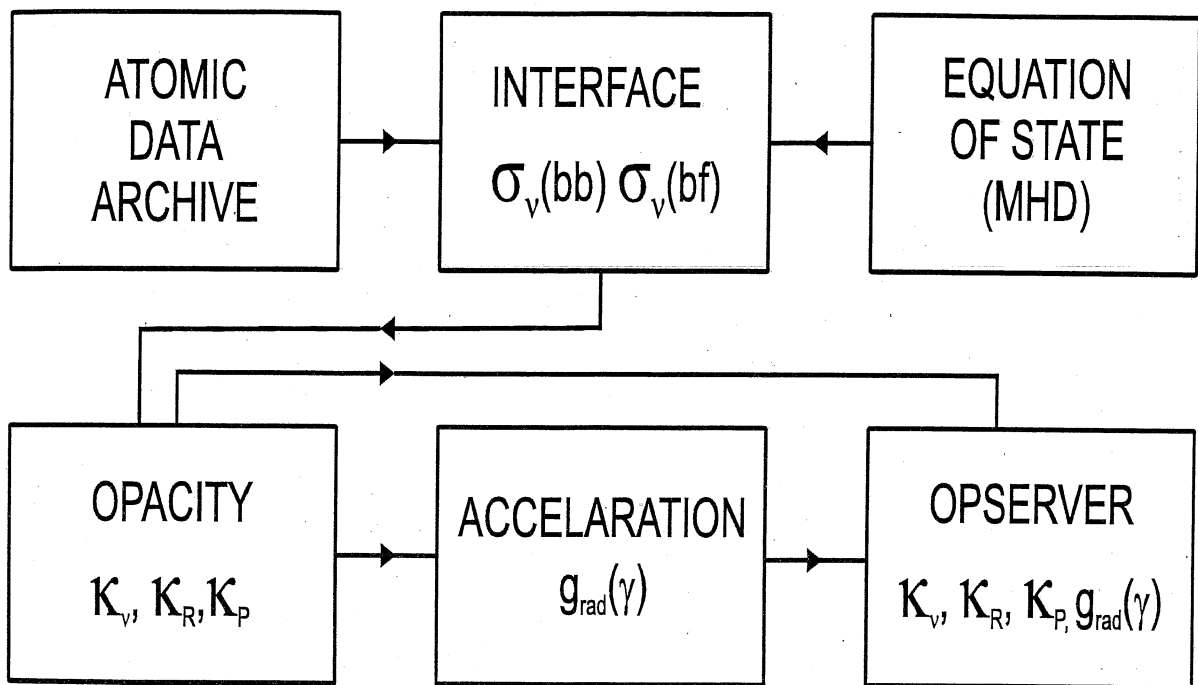 ATOMIC
DATA
ARCHIVE
INTERFACE
σν(bb) σν(bf)
EQUATION
OF STATE
(MHD)
OPACITY
κν, κR, κP
ACCELARATION
grad(γ)
OPSERVER
κν, κR, κP, grad(γ)